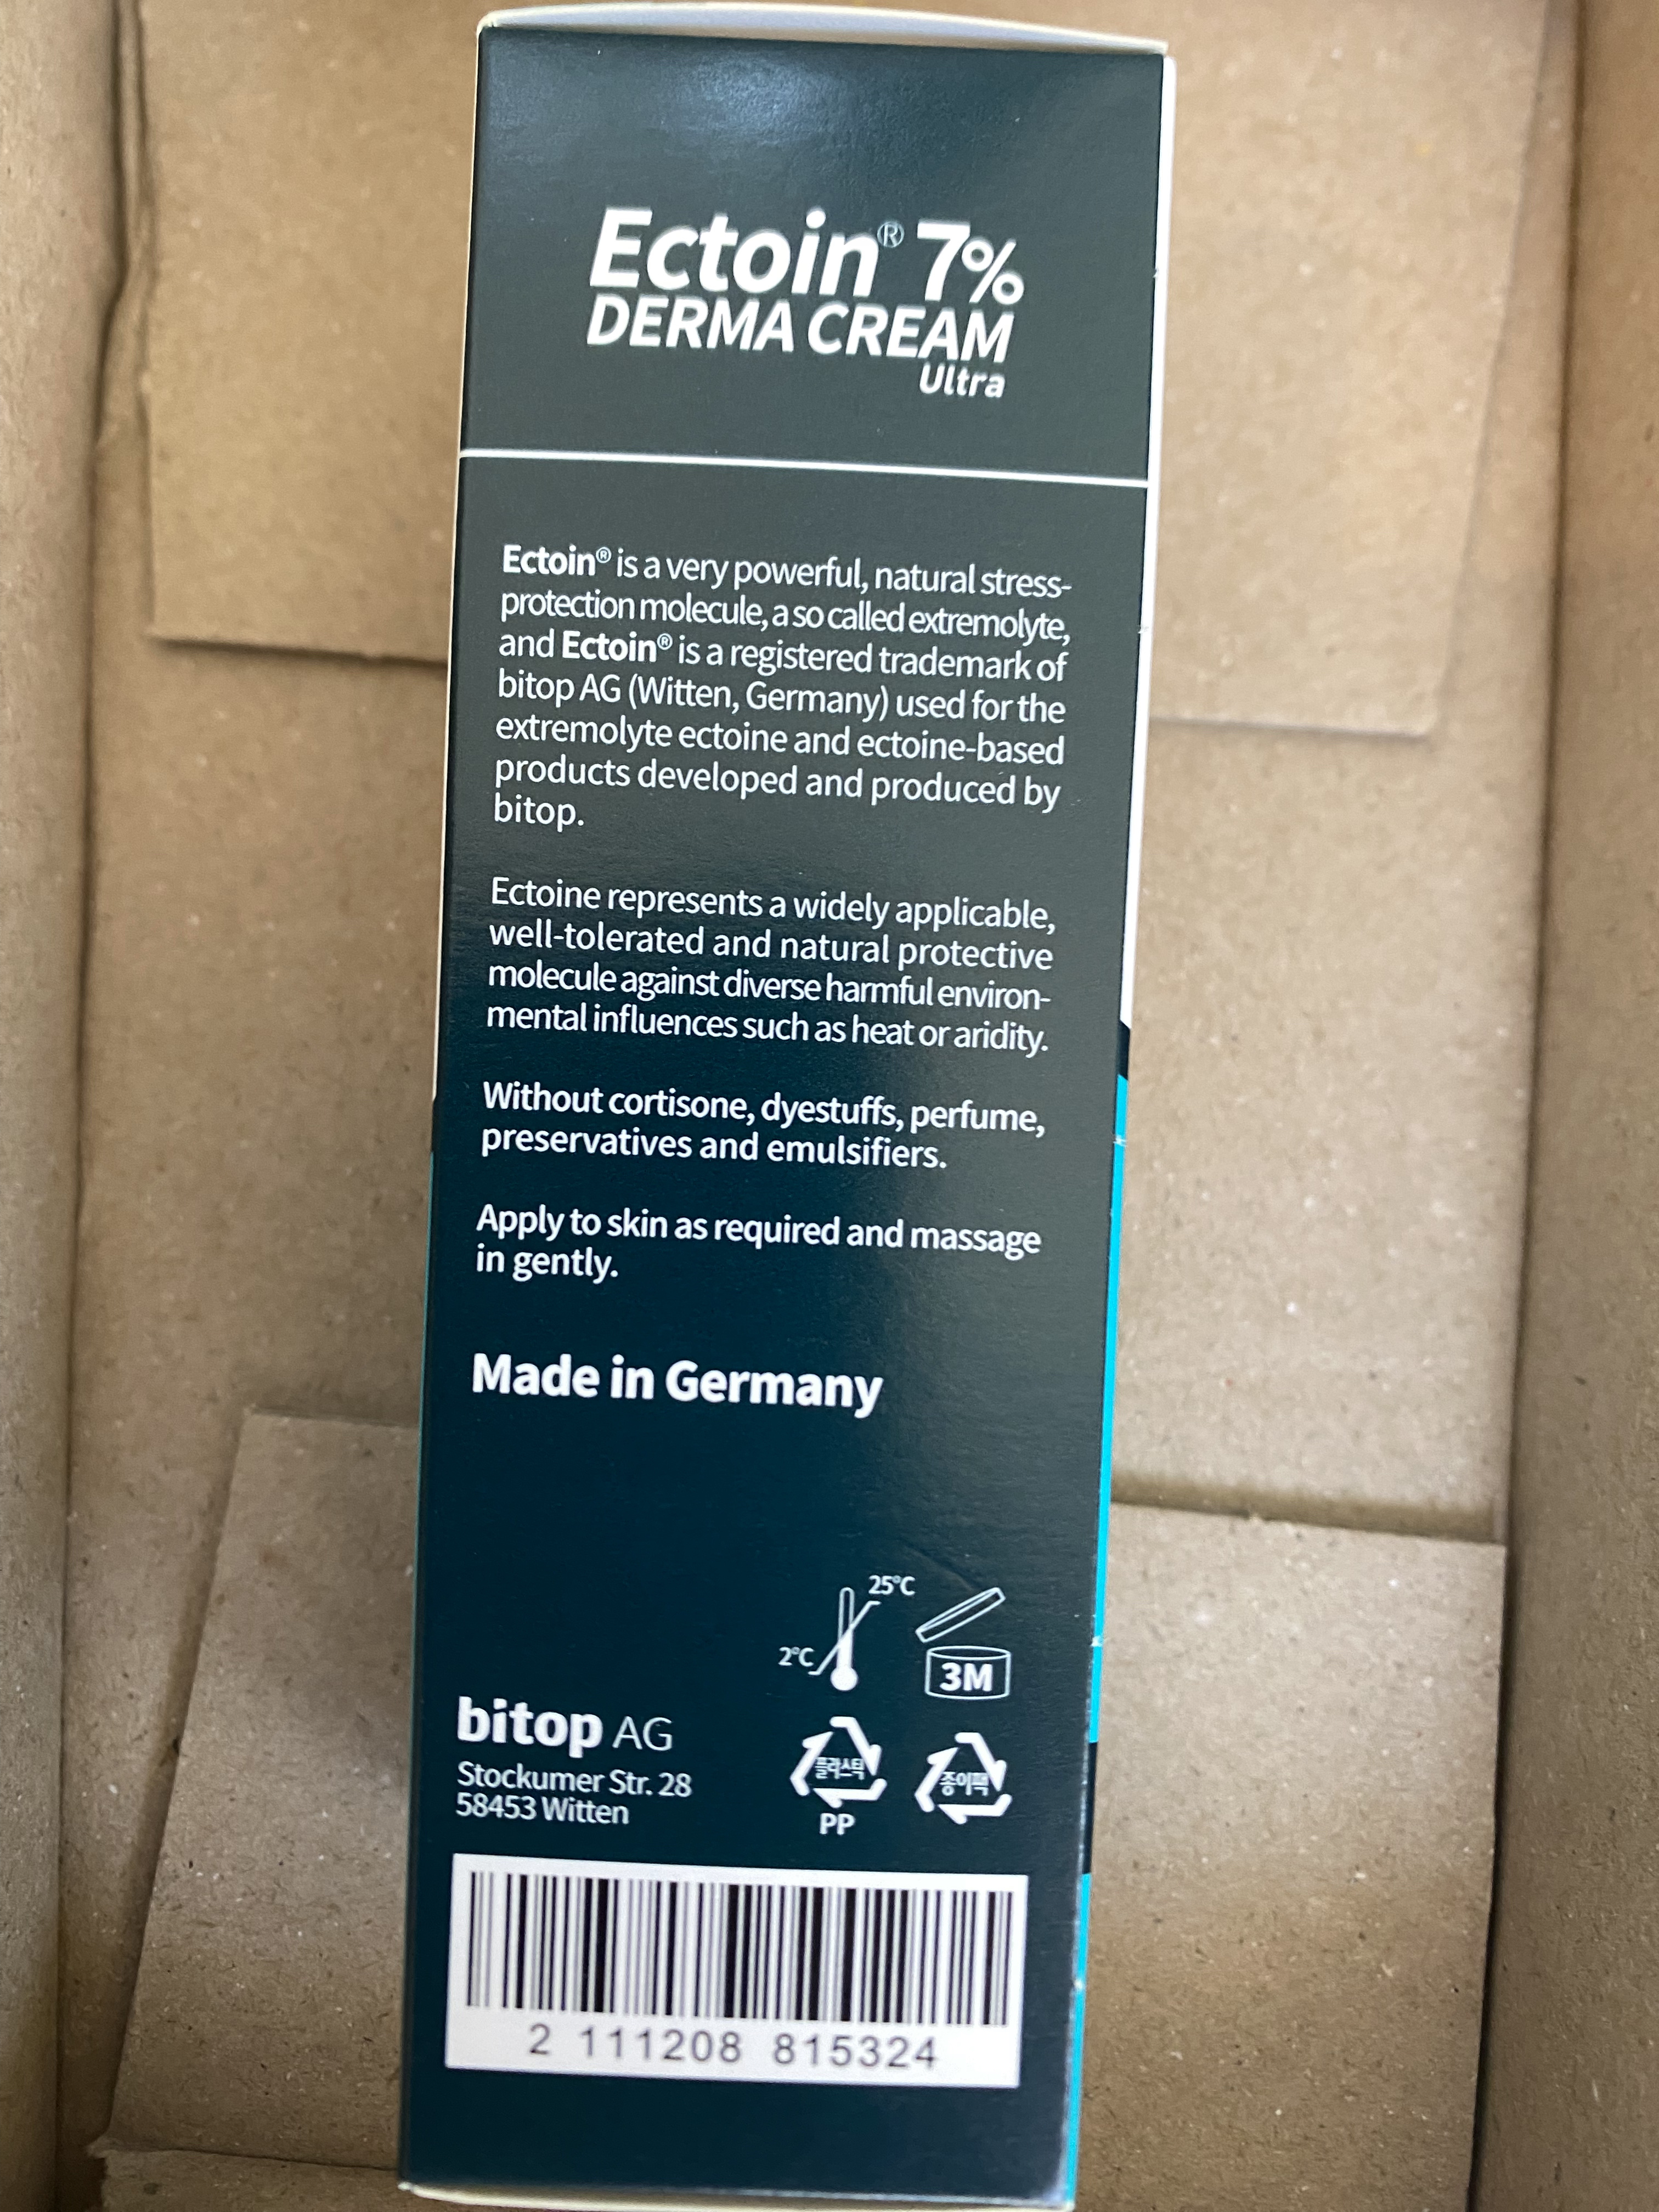 Ectoin® 7%
DERMA CREAM
Ultra
Ectoin® is a very powerful, natural stress-
protection molecule, a so called extremolyte,
and Ectoin® is a registered trademark of
bitop AG (Witten, Germany) used for the
extremolyte ectoine and ectoine-based
products developed and produced by
bitop.
Ectoine represents a widely applicable,
well-tolerated and natural protective
molecule against diverse harmful environ-
mental influences such as heat or aridity.
Without cortisone, dyestuffs, perfume,
preservatives and emulsifiers.
Apply to skin as required and massage
in gently.
Made in Germany
25°C
2°C
3M
bitop AG
Stockumer Str. 28
58453 Witten
플라스틱
PP
종이팩
2 111208 815324